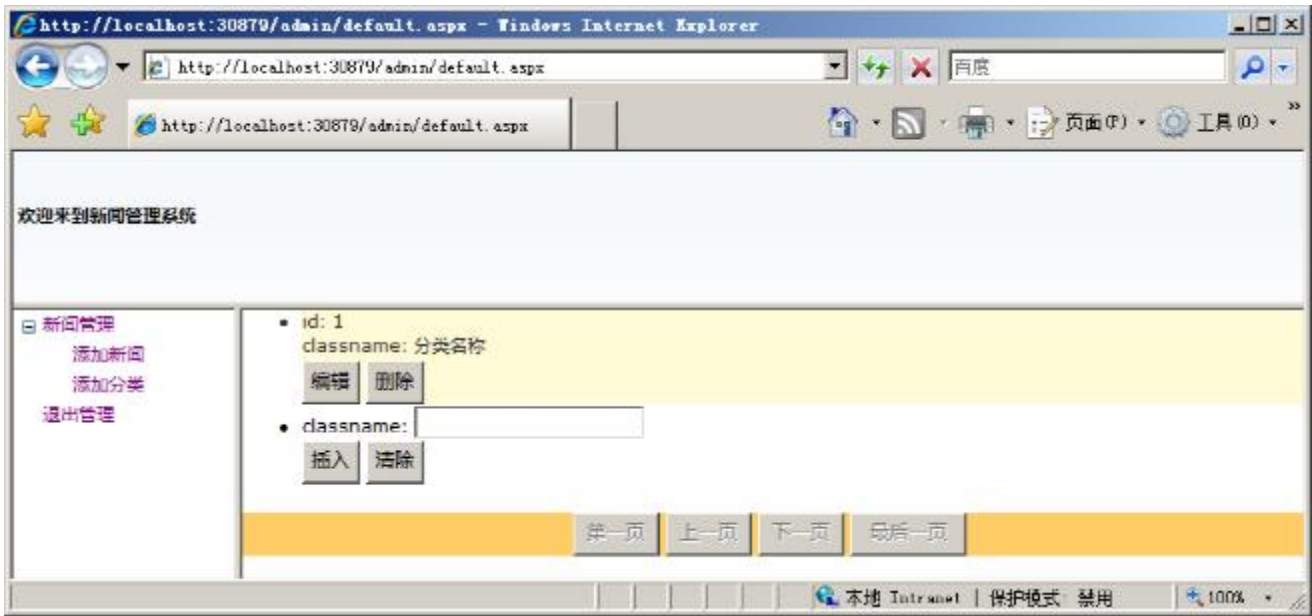 http://localhost:30879/admin/default.aspx - Windows Internet Explorer
http://localhost:30879/admin/default.aspx 百度
http://localhost:30879/admin/default.aspx 页面(P) 工具(O) »
欢迎来到新闻管理系统
新闻管理
添加新闻
添加分类
退出管理
id: 1
classname: 分类名称
编辑 删除
classname:
插入 清除
第一页 上一页 下一页 最后一页
本地 Intranet | 保护模式: 禁用 100%